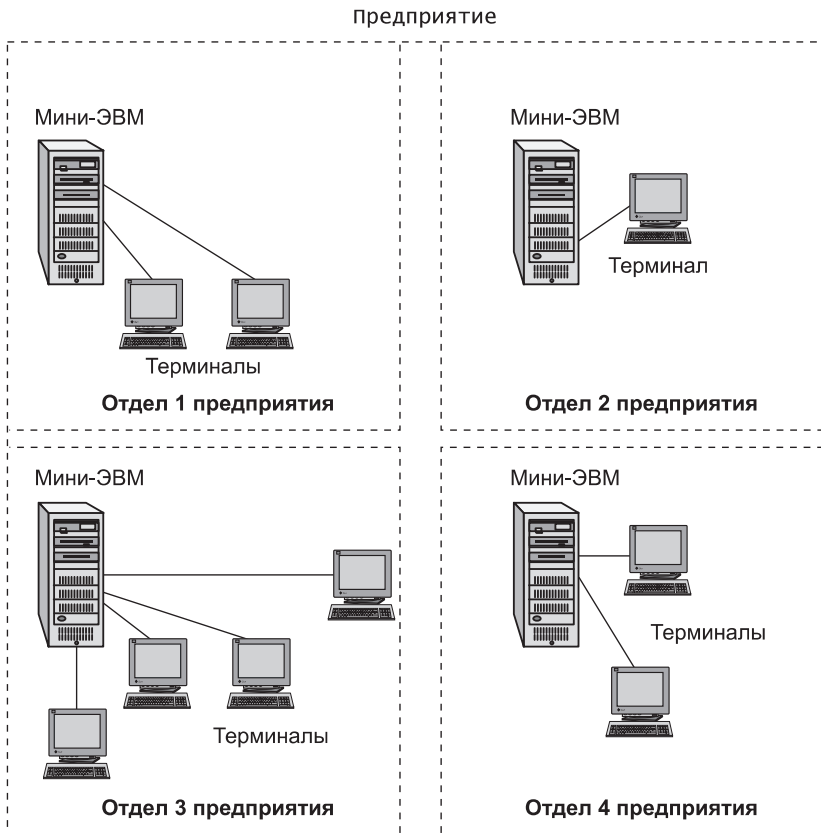 Предприятие
Мини-ЭВМ
Терминалы
Отдел 1 предприятия
Мини-ЭВМ
Терминал
Отдел 2 предприятия
Мини-ЭВМ
Терминалы
Отдел 3 предприятия
Мини-ЭВМ
Терминалы
Отдел 4 предприятия